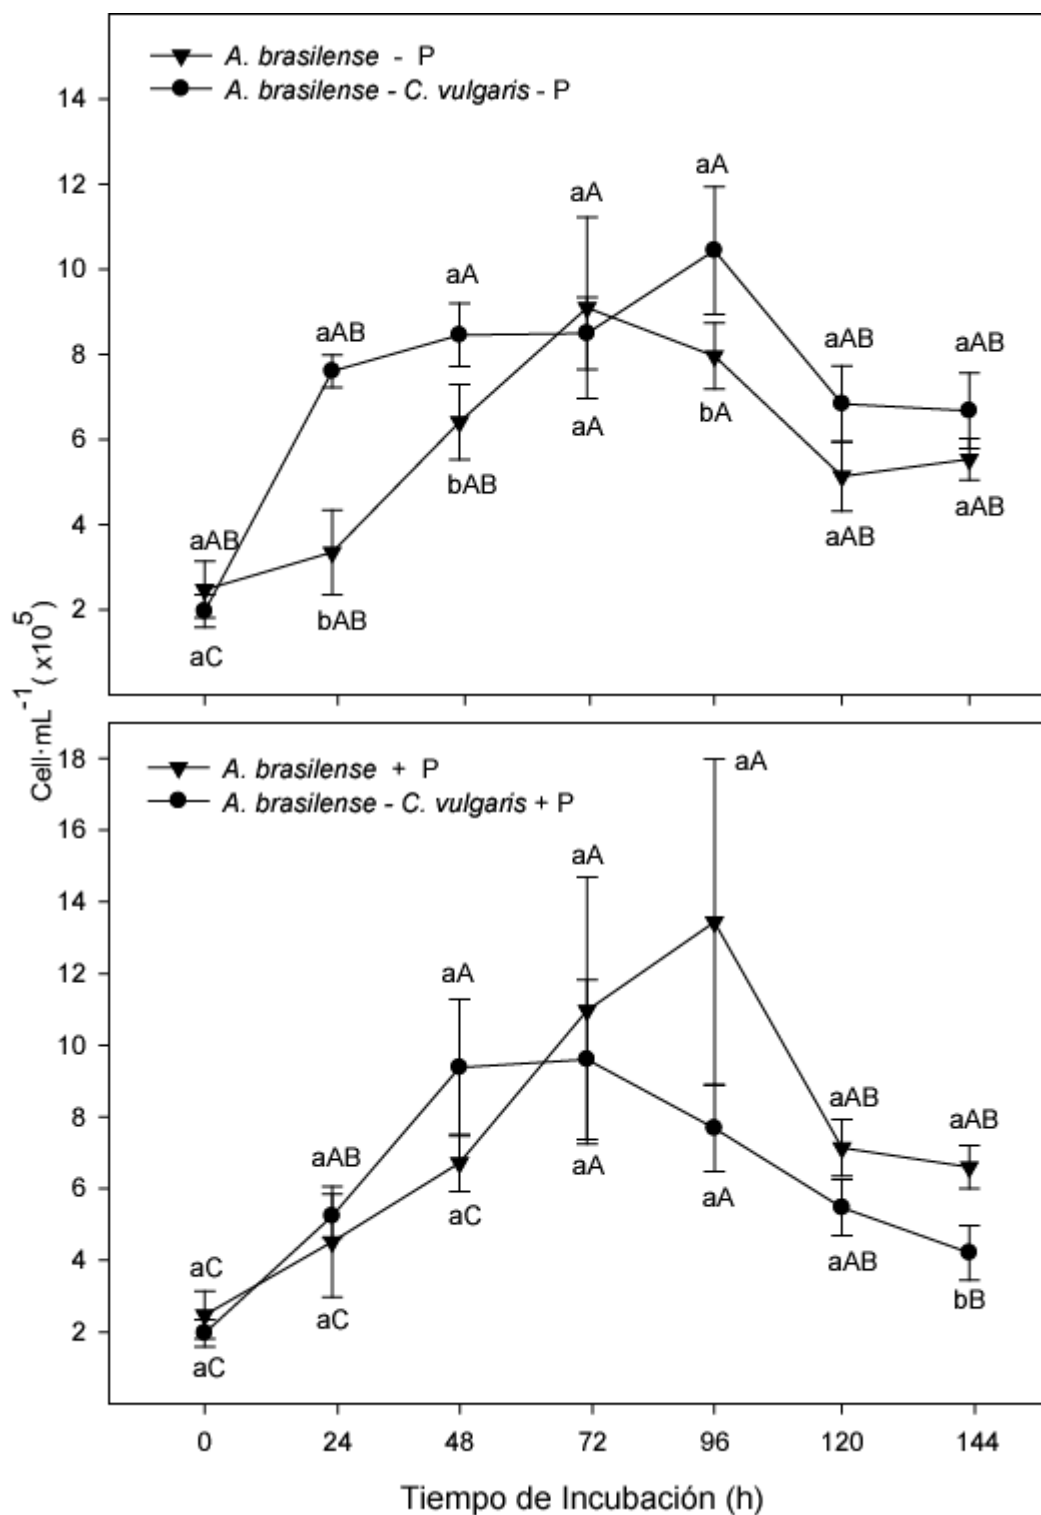 A. brasilense - P
A. brasilense - C. vulgaris - P
14
12
10
8
6
4
2
aAB
aC
aAB
bAB
aA
bAB
aA
aA
aA
bA
aAB
aAB
aAB
aAB
Cell·mL⁻¹ (x10⁵)
A. brasilense + P
A. brasilense - C. vulgaris + P
18
16
14
12
10
8
6
4
2
aC
aC
aAB
aC
aA
aC
aA
aA
aA
aA
aAB
aAB
aAB
bB
0 24 48 72 96 120 144
Tiempo de Incubación (h)